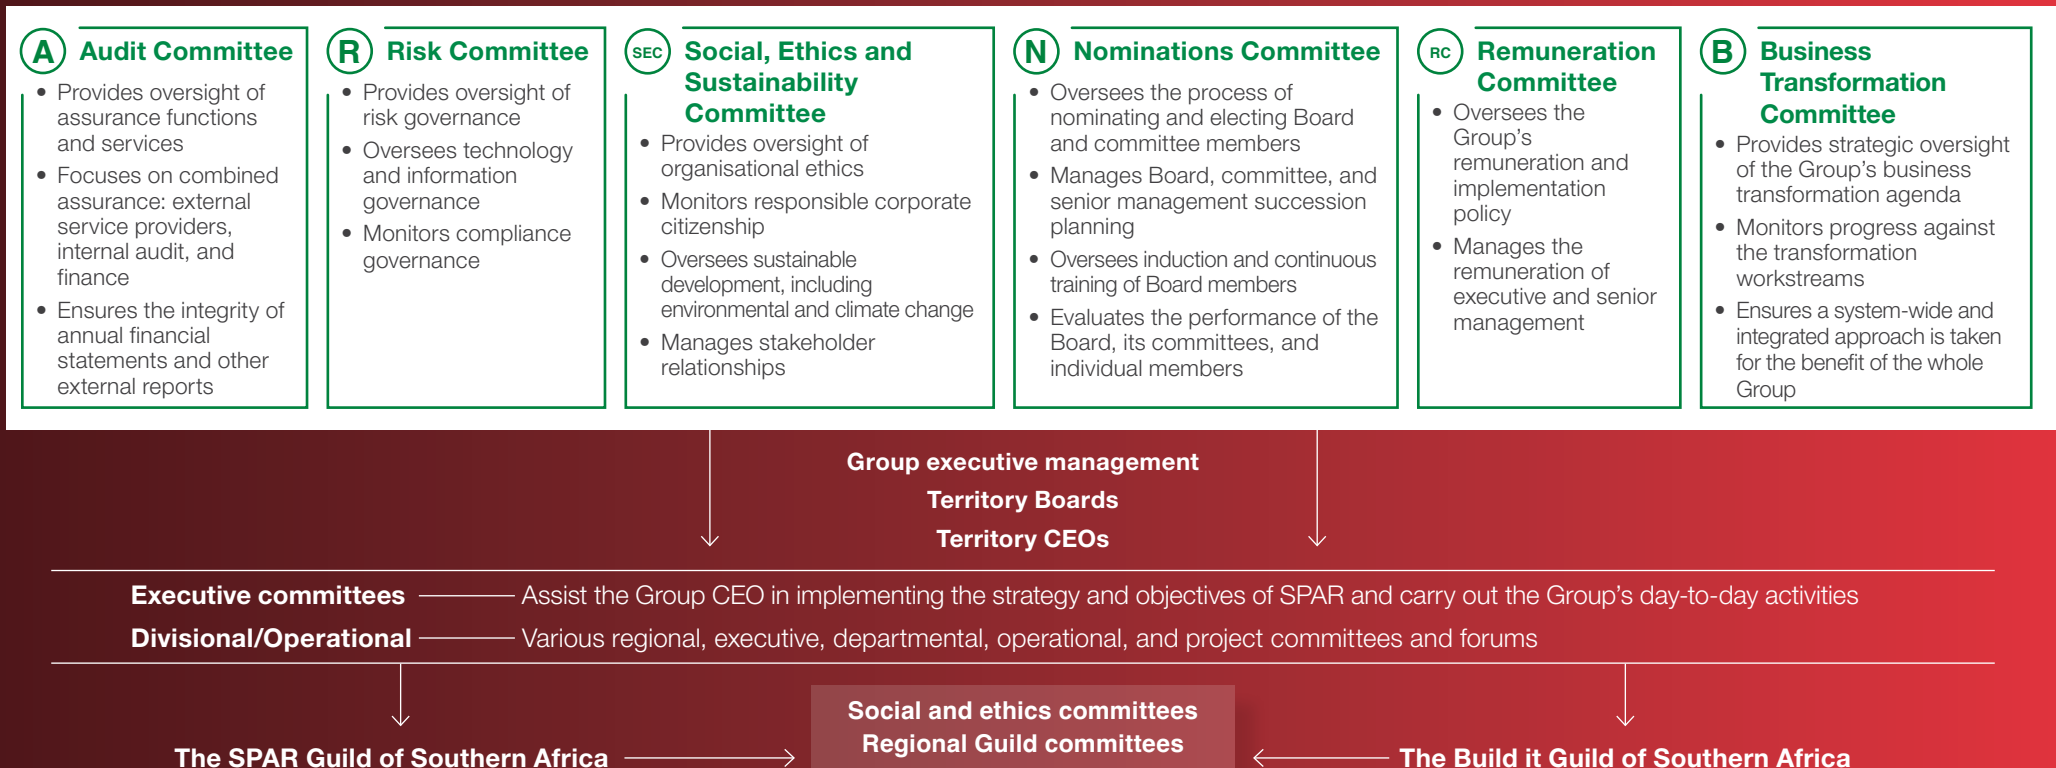 A Audit Committee
• Provides oversight of
assurance functions
and services
• Focuses on combined
assurance: external
service providers,
internal audit, and
finance
• Ensures the integrity of
annual financial
statements and other
external reports
R Risk Committee
• Provides oversight of
risk governance
• Oversees technology
and information
governance
• Monitors compliance
governance
SEC Social, Ethics and
Sustainability
Committee
• Provides oversight of
organisational ethics
• Monitors responsible corporate
citizenship
• Oversees sustainable
development, including
environmental and climate change
• Manages stakeholder
relationships
N Nominations Committee
• Oversees the process of
nominating and electing Board
and committee members
• Manages Board, committee, and
senior management succession
planning
• Oversees induction and continuous
training of Board members
• Evaluates the performance of the
Board, its committees, and
individual members
RC Remuneration
Committee
• Oversees the
Group’s
remuneration and
implementation
policy
• Manages the
remuneration of
executive and senior
management
B Business
Transformation
Committee
• Provides strategic oversight
of the Group’s business
transformation agenda
• Monitors progress against
the transformation
workstreams
• Ensures a system-wide and
integrated approach is taken
for the benefit of the whole
Group
Group executive management
Territory Boards
Territory CEOs
Executive committees Assist the Group CEO in implementing the strategy and objectives of SPAR and carry out the Group’s day-to-day activities
Divisional/Operational Various regional, executive, departmental, operational, and project committees and forums
Social and ethics committees
Regional Guild committees
The SPAR Guild of Southern Africa
The Build it Guild of Southern Africa